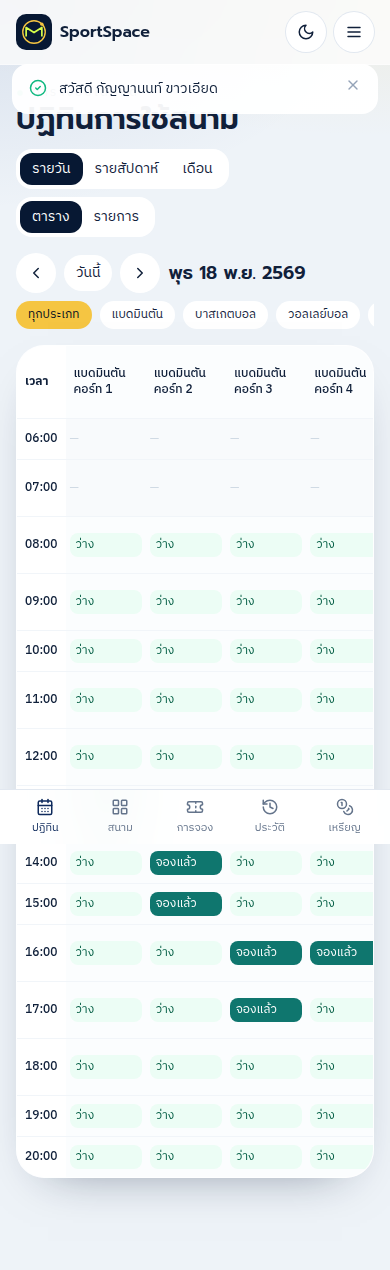 SportSpace
สวัสดี กัญญานนท์ ขาวเอียด
ปฏิทินการใช้สนาม
รายวัน รายสัปดาห์ เดือน
ตาราง รายการ
วันนี้ พุธ 18 พ.ย. 2569
ทุกประเภท แบดมินตัน บาสเกตบอล วอลเลย์บอล
เวลา แบดมินตัน คอร์ท 1 แบดมินตัน คอร์ท 2 แบดมินตัน คอร์ท 3 แบดมินตัน คอร์ท 4
06:00 — — — —
07:00 — — — —
08:00 ว่าง ว่าง ว่าง ว่าง
09:00 ว่าง ว่าง ว่าง ว่าง
10:00 ว่าง ว่าง ว่าง ว่าง
11:00 ว่าง ว่าง ว่าง ว่าง
12:00 ว่าง ว่าง ว่าง ว่าง
ปฏิทิน สนาม การจอง ประวัติ เหรียญ
14:00 ว่าง จองแล้ว ว่าง ว่าง
15:00 ว่าง จองแล้ว ว่าง ว่าง
16:00 ว่าง ว่าง จองแล้ว จองแล้ว
17:00 ว่าง ว่าง จองแล้ว ว่าง
18:00 ว่าง ว่าง ว่าง ว่าง
19:00 ว่าง ว่าง ว่าง ว่าง
20:00 ว่าง ว่าง ว่าง ว่าง